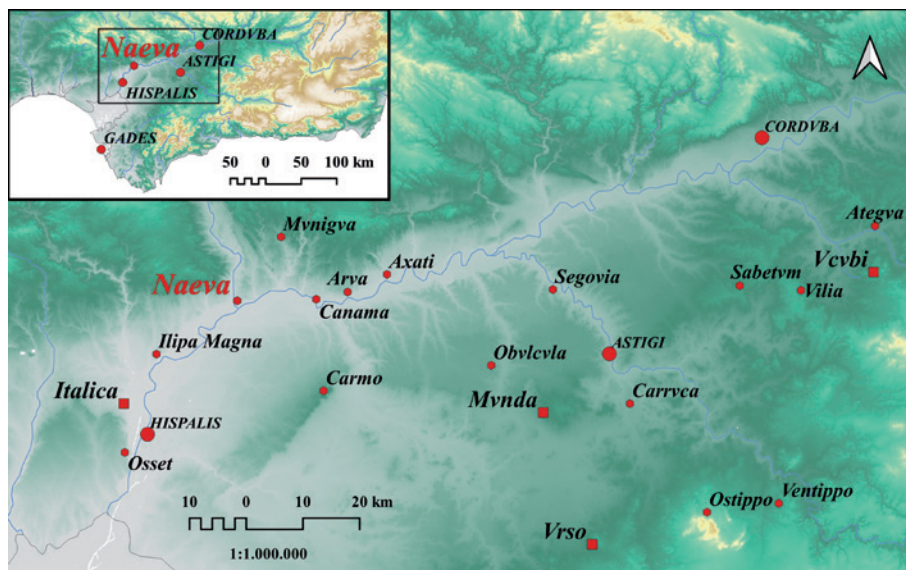 CORDVBA
Naeva
ASTIGI
HISPALIS
GADES
50 0 50 100 km
CORDVBA
Mvnigva
Ategva
Axati
Vcvbi
Naeva
Arva
Segovia
Sabetvm
Vilia
Canama
Ilipa Magna
Obvlcvla
ASTIGI
Italica
Carmo
Mvnda
Carrvca
HISPALIS
Osset
Ostippo
Ventippo
10 0 10 20 km
Vrso
1:1.000.000